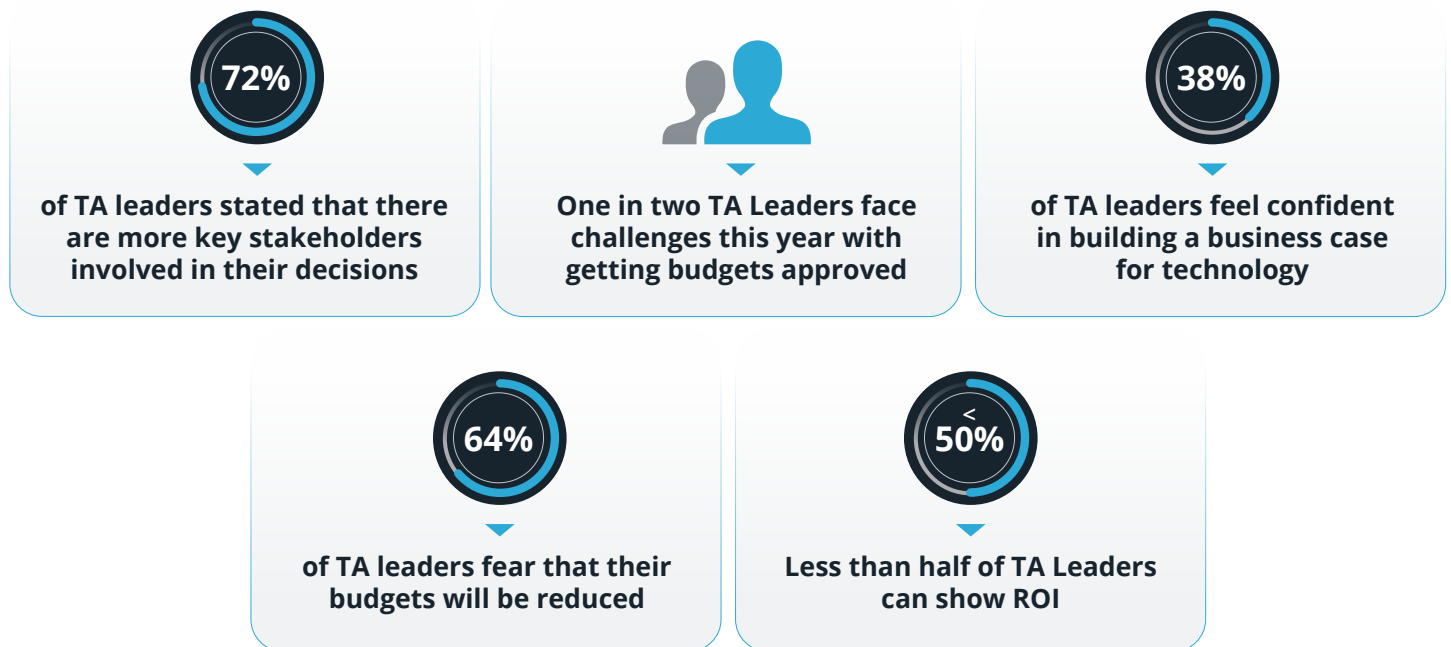 72%
of TA leaders stated that there
are more key stakeholders
involved in their decisions
One in two TA Leaders face
challenges this year with
getting budgets approved
38%
of TA leaders feel confident
in building a business case
for technology
64%
of TA leaders fear that their
budgets will be reduced
<
50%
Less than half of TA Leaders
can show ROI